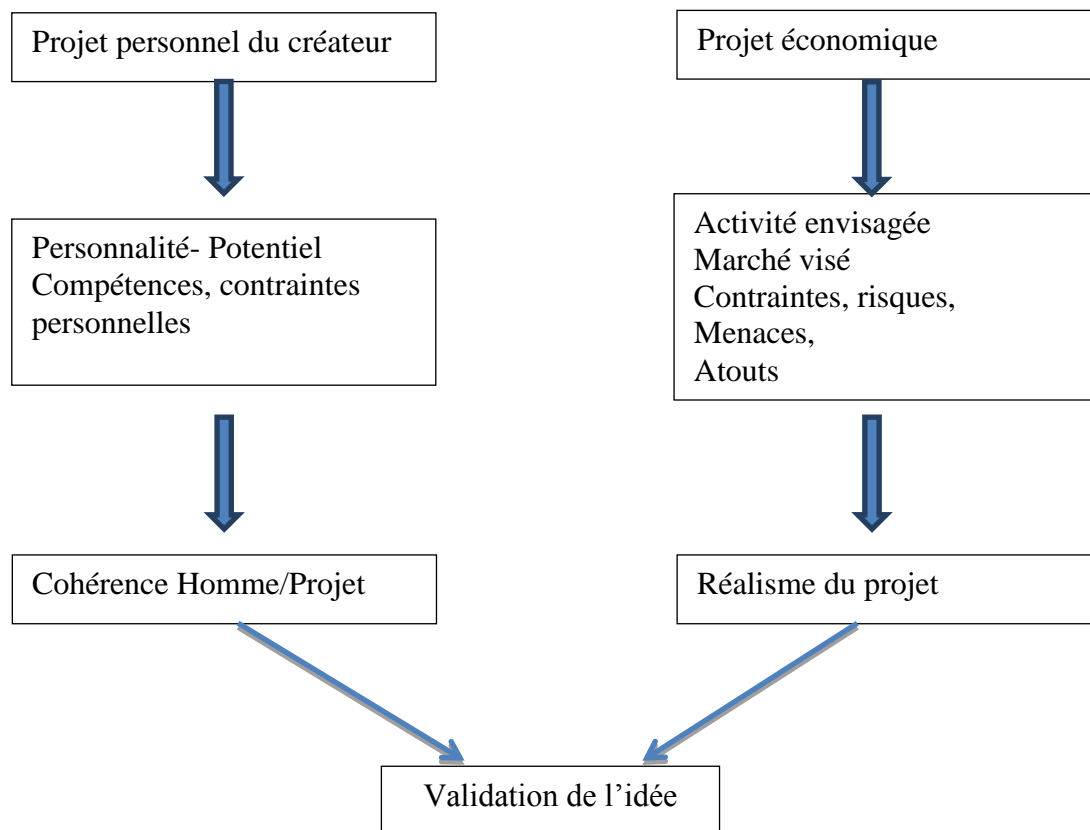 Projet personnel du créateur
Projet économique
Personnalité- Potentiel
Compétences, contraintes
personnelles
Activité envisagée
Marché visé
Contraintes, risques,
Menaces,
Atouts
Cohérence Homme/Projet
Réalisme du projet
Validation de l’idée